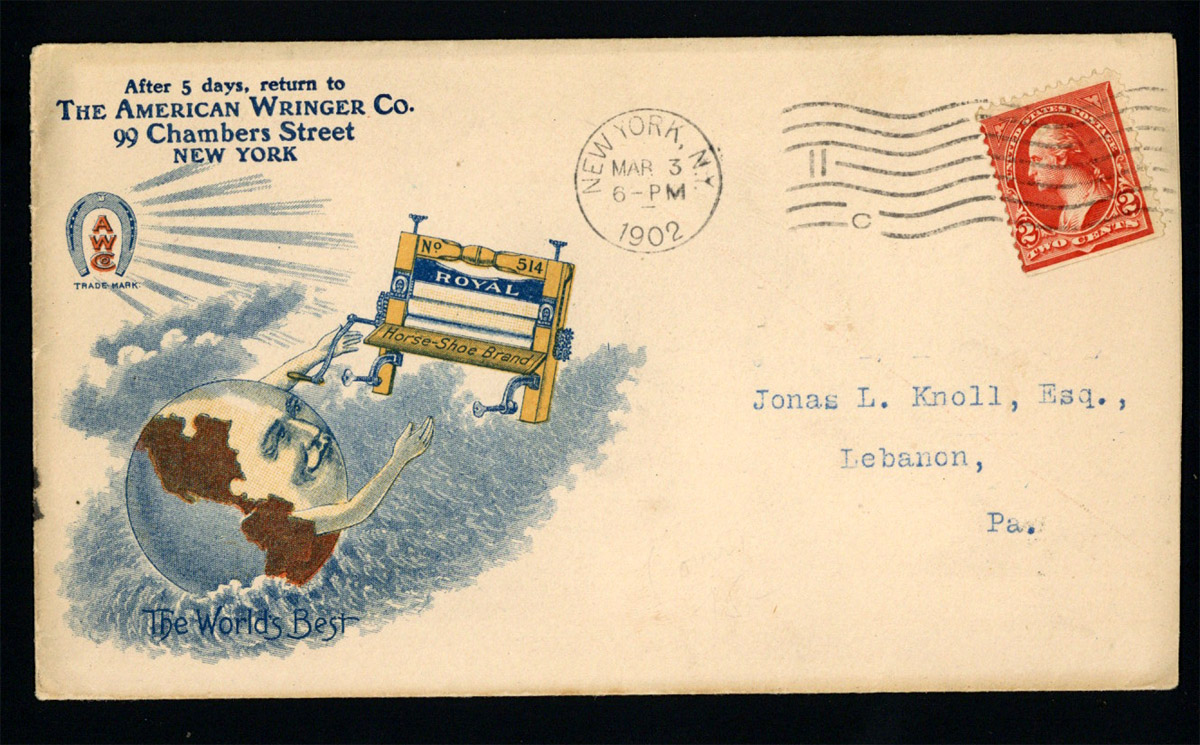 After 5 days, return to
THE AMERICAN WRINGER CO.
99 Chambers Street
NEW YORK
A
W
Co
TRADE MARK
No 514
ROYAL
Horse-Shoe Brand
The World's Best
NEW YORK, N.Y.
MAR 3
6-PM
1902
C
UNITED STATES POSTAGE
2 2
TWO CENTS
Jonas L. Knoll, Esq.,
Lebanon,
Pa.